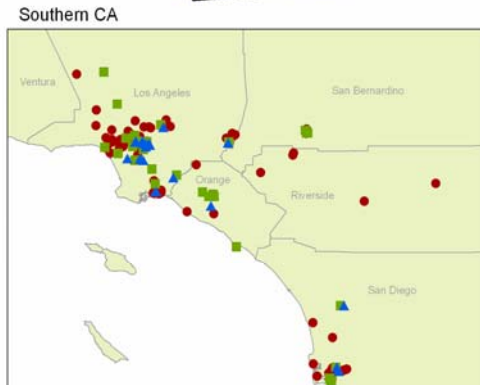 Southern CA
Ventura
Los Angeles
San Bernardino
Orange
Riverside
San Diego